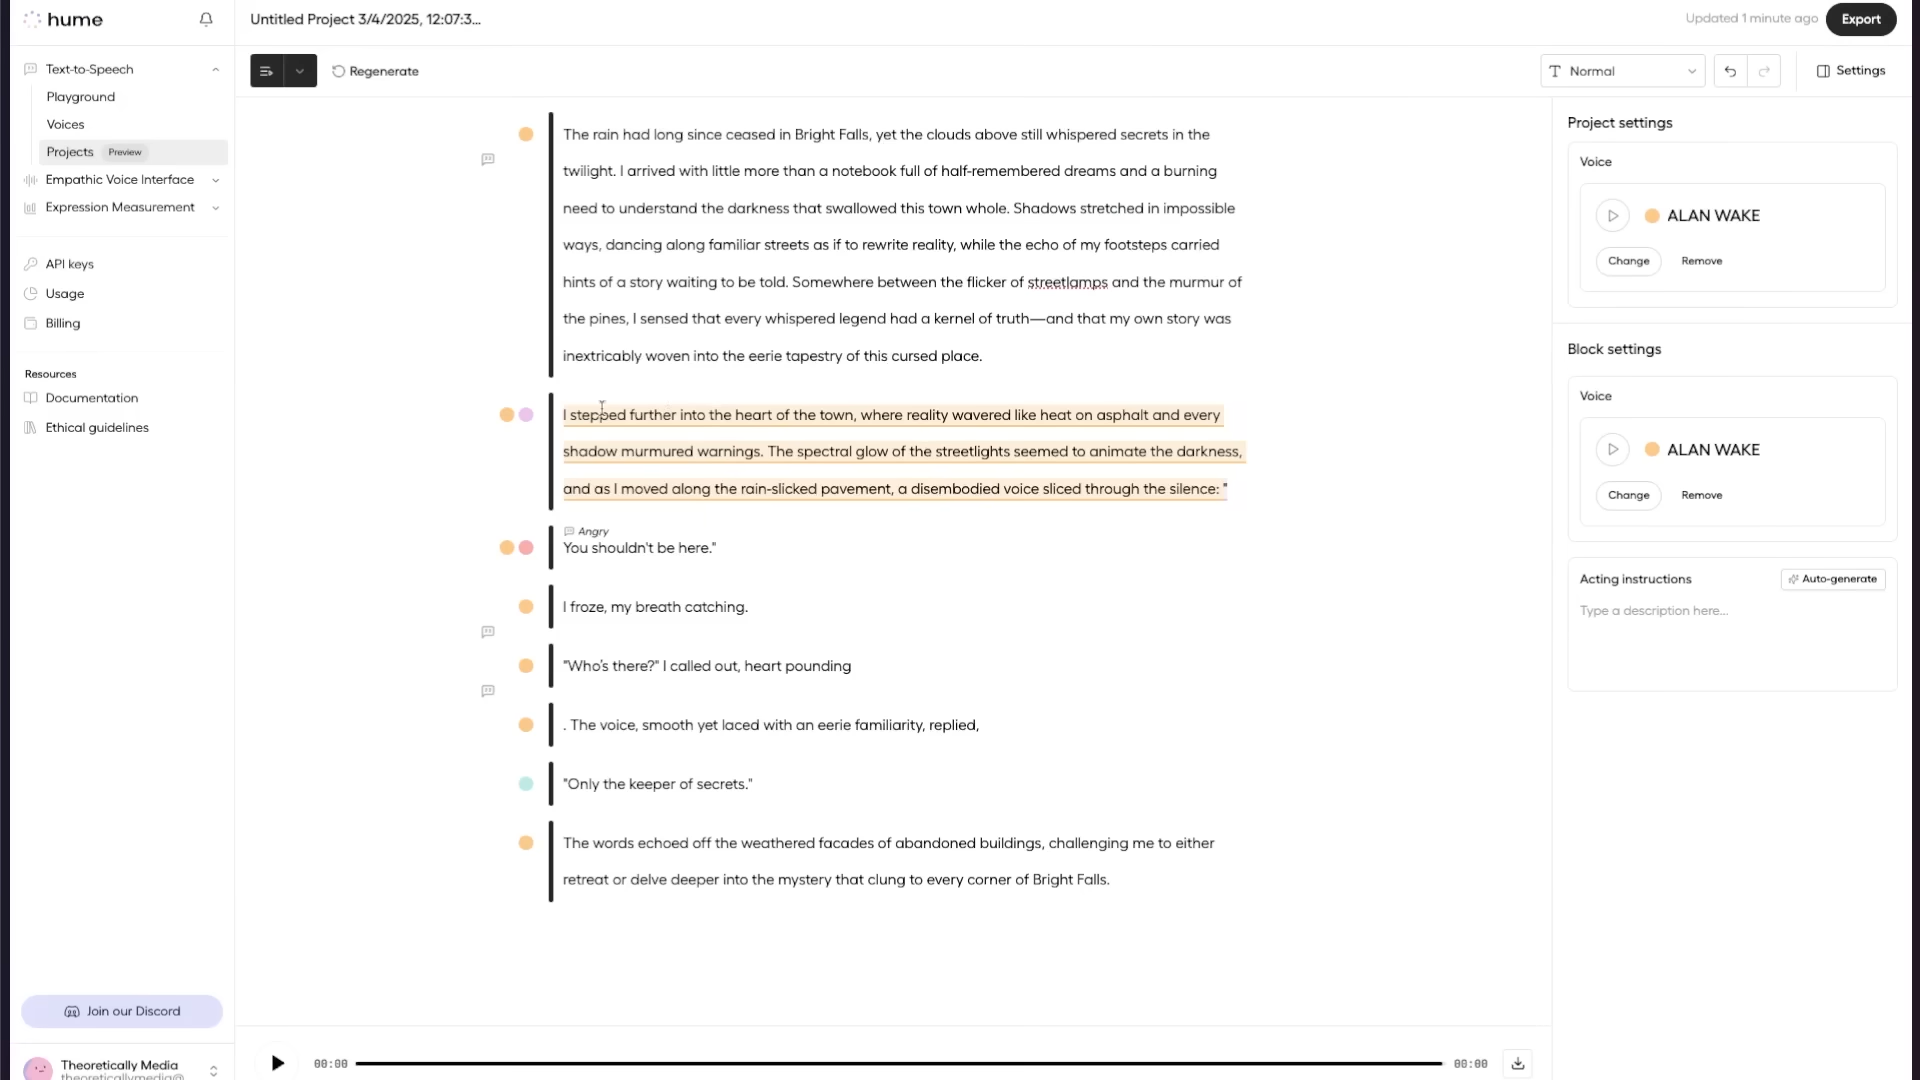 hume
Untitled Project 3/4/2025, 12:07:3...
Updated 1 minute ago
Export
Text-to-Speech
Playground
Voices
Projects
Preview
Empathic Voice Interface
Expression Measurement
API keys
Usage
Billing
Resources
Documentation
Ethical guidelines
Join our Discord
Theoretically Media
theoreticallymedia@
Regenerate
Normal
Settings
The rain had long since ceased in Bright Falls, yet the clouds above still whispered secrets in the
twilight. I arrived with little more than a notebook full of half-remembered dreams and a burning
need to understand the darkness that swallowed this town whole. Shadows stretched in impossible
ways, dancing along familiar streets as if to rewrite reality, while the echo of my footsteps carried
hints of a story waiting to be told. Somewhere between the flicker of streetlamps and the murmur of
the pines, I sensed that every whispered legend had a kernel of truth—and that my own story was
inextricably woven into the eerie tapestry of this cursed place.
I stepped further into the heart of the town, where reality wavered like heat on asphalt and every
shadow murmured warnings. The spectral glow of the streetlights seemed to animate the darkness,
and as I moved along the rain-slicked pavement, a disembodied voice sliced through the silence: "
Angry
You shouldn't be here."
I froze, my breath catching.
"Who's there?" I called out, heart pounding
. The voice, smooth yet laced with an eerie familiarity, replied,
"Only the keeper of secrets."
The words echoed off the weathered facades of abandoned buildings, challenging me to either
retreat or delve deeper into the mystery that clung to every corner of Bright Falls.
00:00
00:00
Project settings
Voice
ALAN WAKE
Change
Remove
Block settings
Voice
ALAN WAKE
Change
Remove
Acting instructions
Auto-generate
Type a description here...